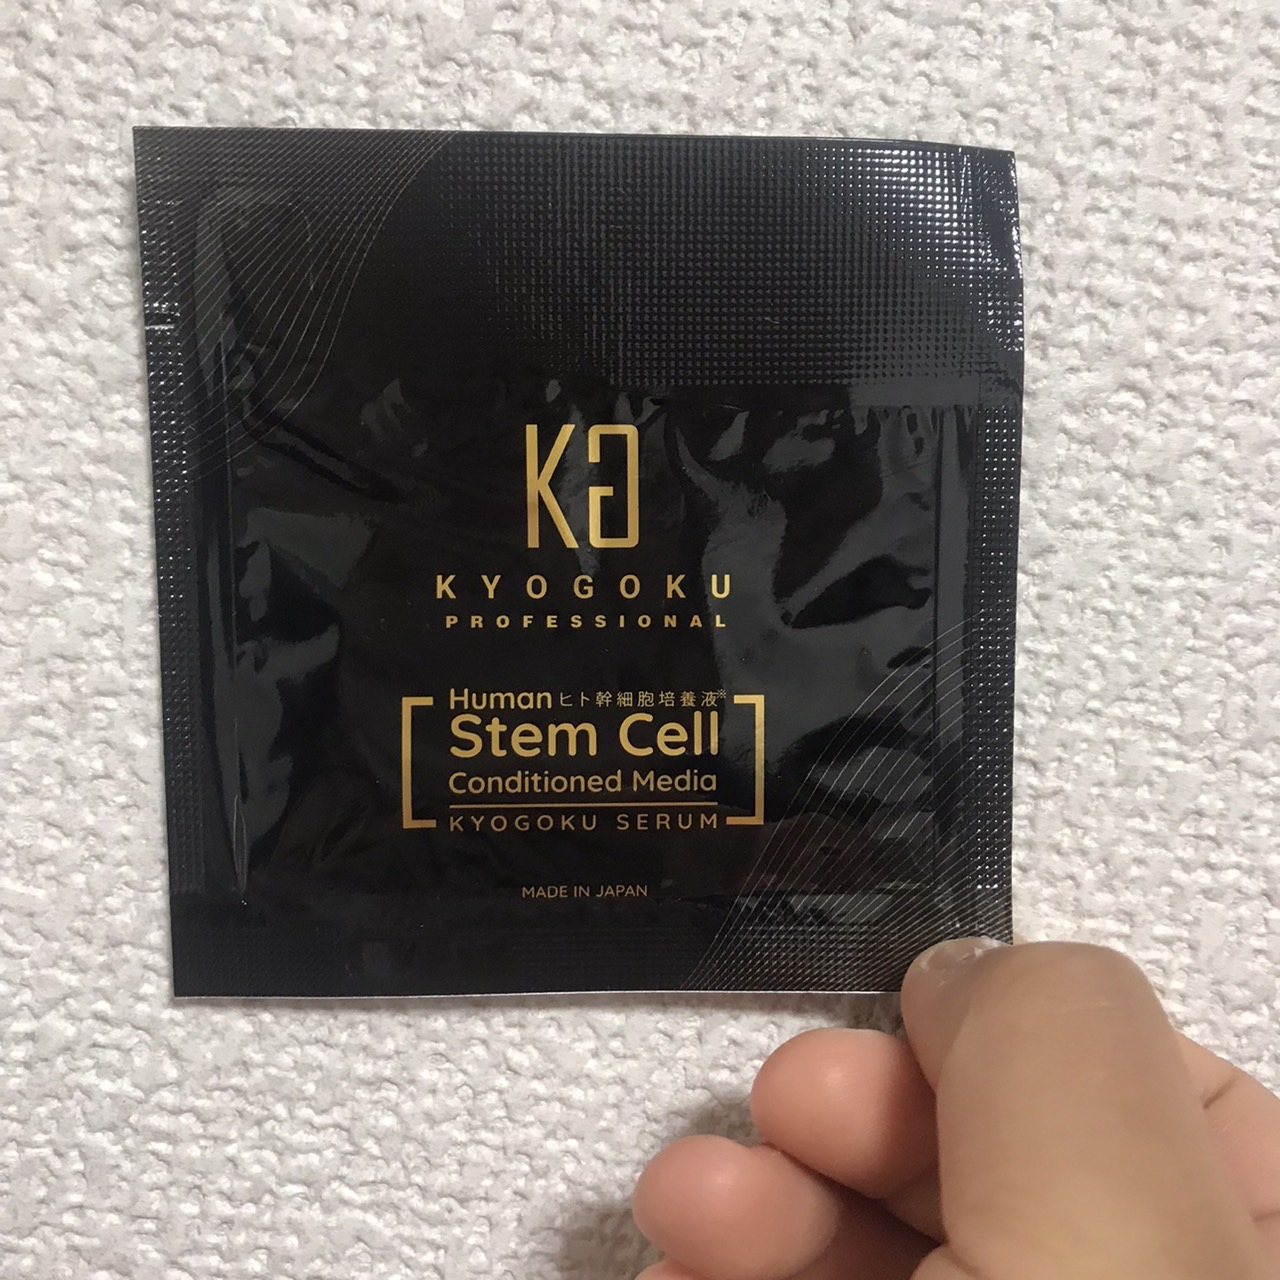 KG
KYOGOKU
PROFESSIONAL
Human ヒト幹細胞培養液※
Stem Cell
Conditioned Media
KYOGOKU SERUM
MADE IN JAPAN